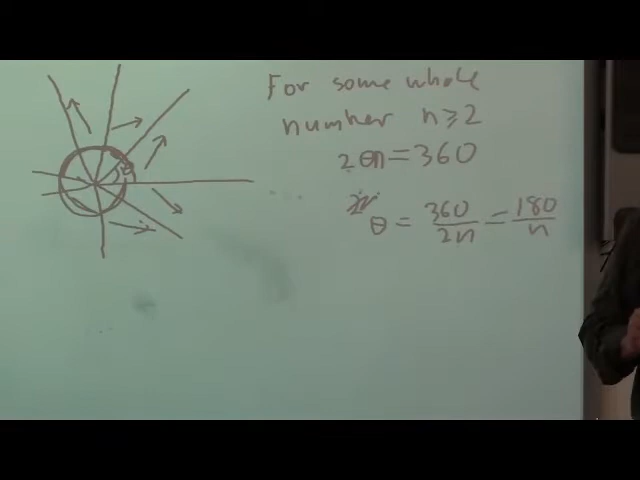 For some whole
number n ≥ 2
2θn = 360
θ = 360/2n = 180/n
θ